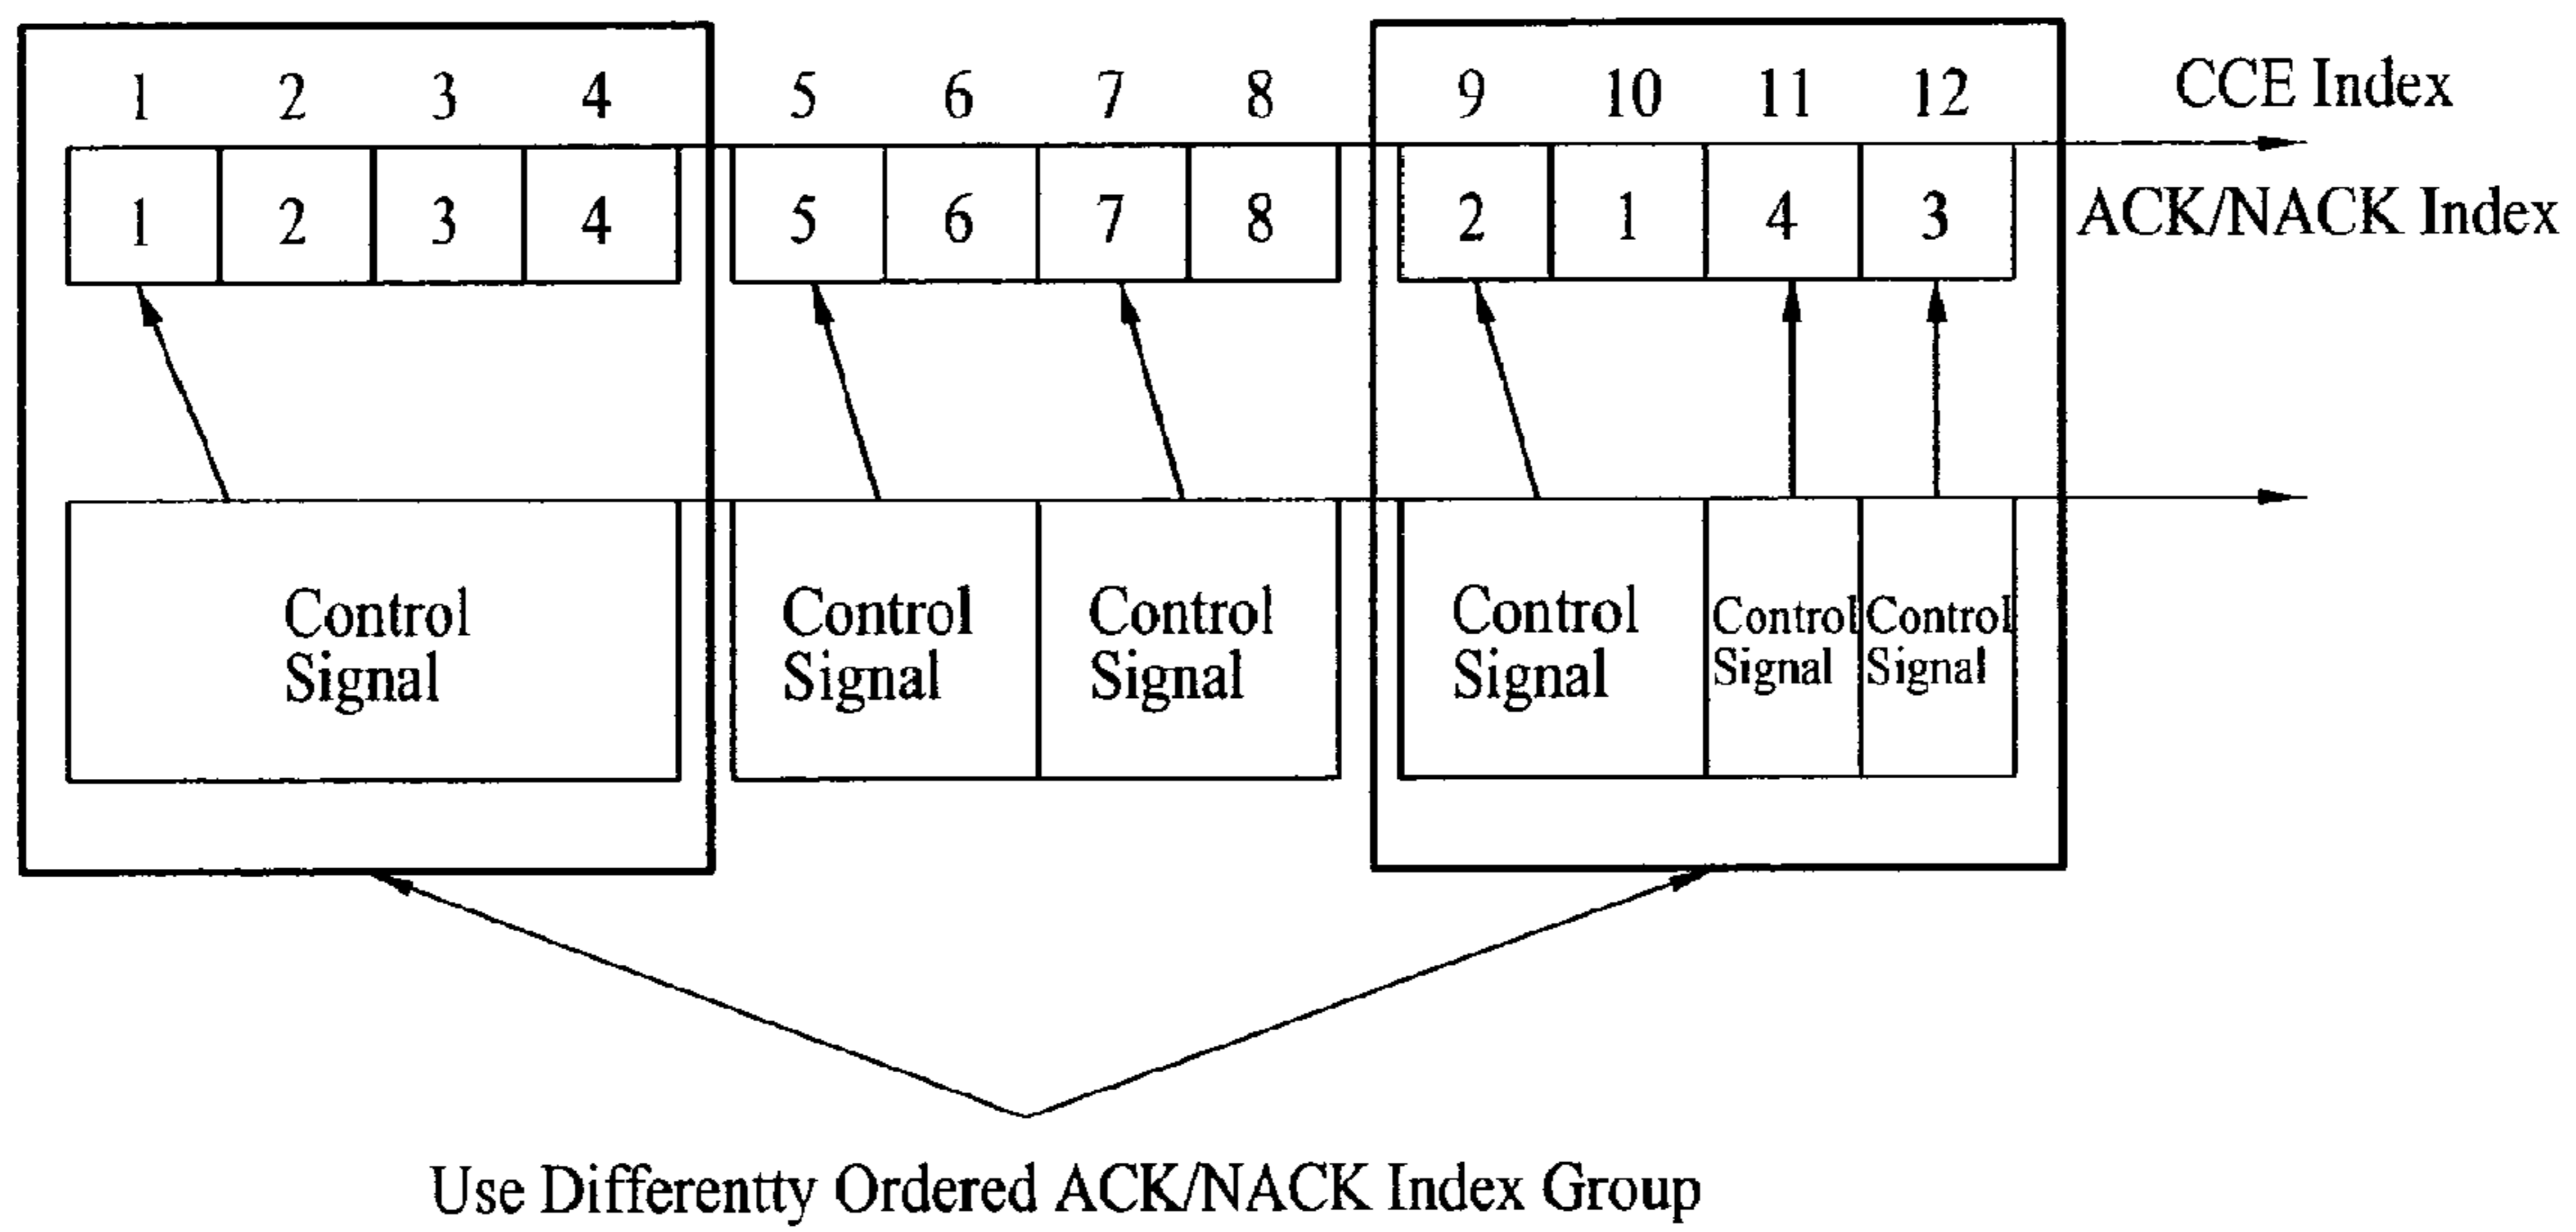 1 2 3 4 5 6 7 8 9 10 11 12 CCE Index
1 2 3 4 5 6 7 8 2 1 4 3 ACK/NACK Index
Control Signal
Control Signal
Control Signal
Control Signal
Control Signal
Control Signal
Use Differentty Ordered ACK/NACK Index Group